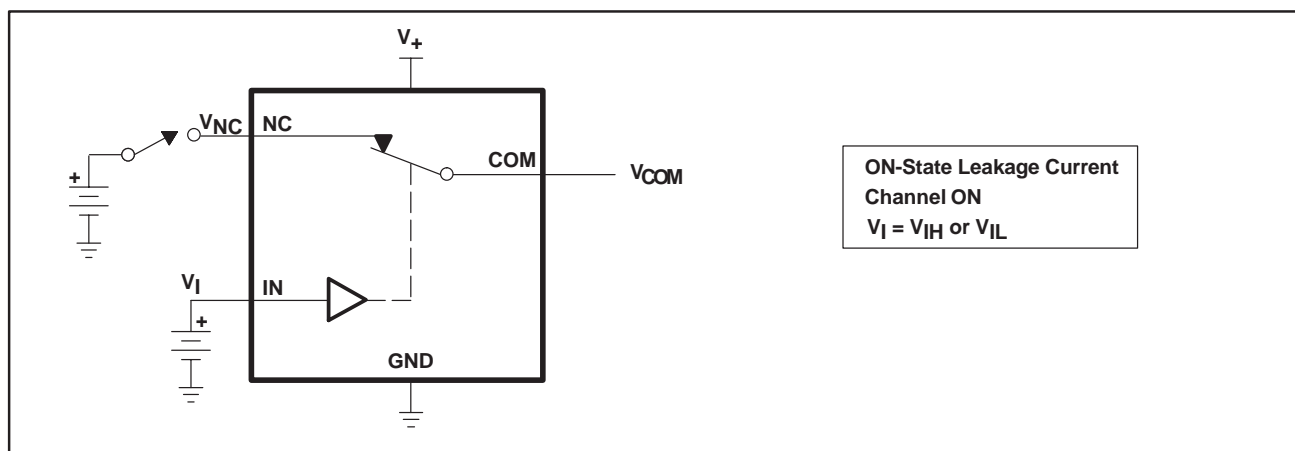 V+
VNC NC
COM
VCOM
+
ON-State Leakage Current
Channel ON
VI = VIH or VIL
VI IN
+
GND